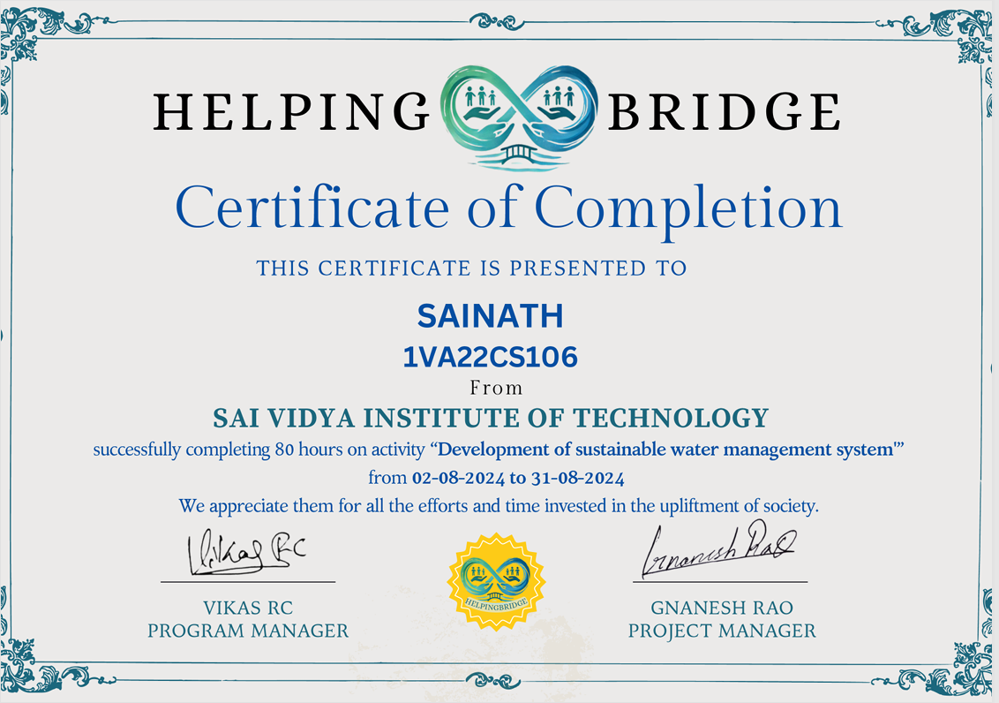 HELPING BRIDGE
Certificate of Completion
THIS CERTIFICATE IS PRESENTED TO
SAINATH
1VA22CS106
From
SAI VIDYA INSTITUTE OF TECHNOLOGY
successfully completing 80 hours on activity “Development of sustainable water management system'”
from 02-08-2024 to 31-08-2024
We appreciate them for all the efforts and time invested in the upliftment of society.
Vikas RC
Gnanesh Rao
HELPINGBRIDGE
VIKAS RC
PROGRAM MANAGER
GNANESH RAO
PROJECT MANAGER